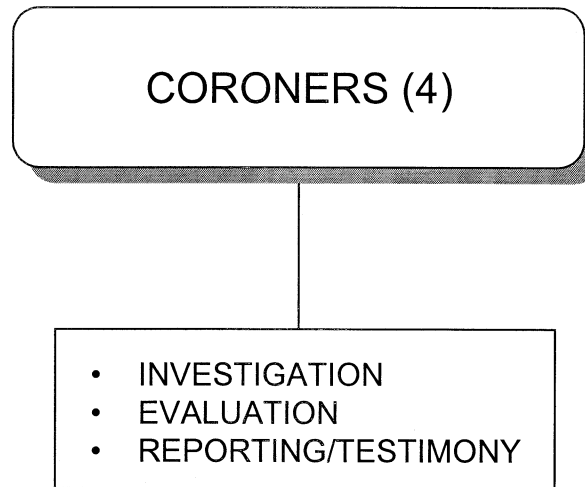 CORONERS (4)
• INVESTIGATION
• EVALUATION
• REPORTING/TESTIMONY